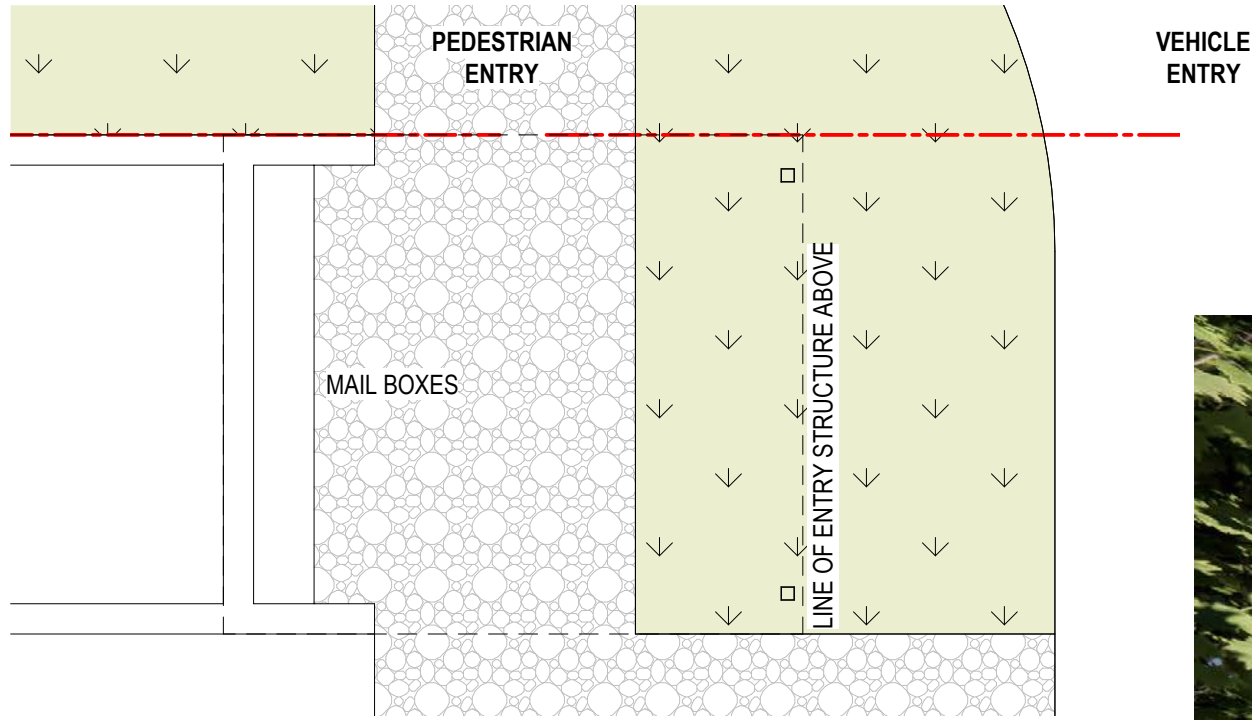 PEDESTRIAN
ENTRY
VEHICLE
ENTRY
MAIL BOXES
LINE OF ENTRY STRUCTURE ABOVE